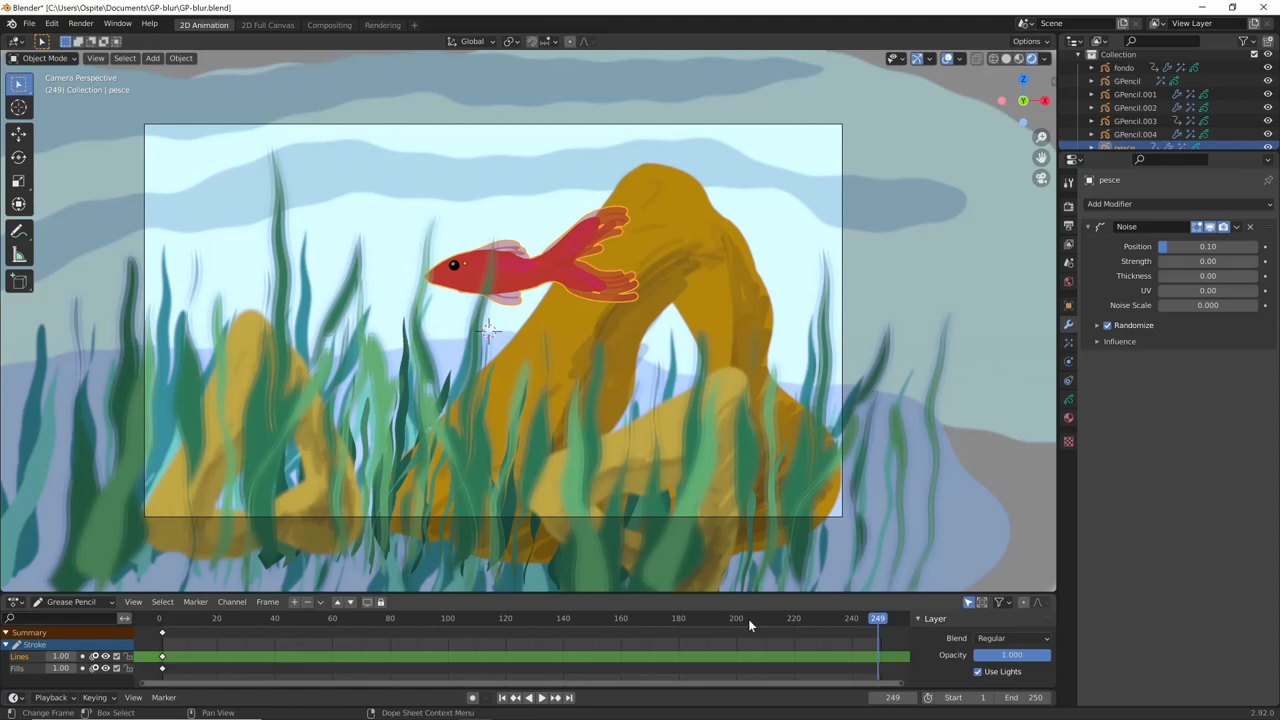 Blender* [C:\Users\Ospite\Documents\GP-blur\GP-blur.blend]
File Edit Render Window Help 2D Animation 2D Full Canvas Compositing Rendering Scene View Layer
Global Options
Object Mode View Select Add Object
Camera Perspective
(249) Collection | pesce
Z
Y
X
Collection
fondo
GPencil
GPencil.001
GPencil.002
GPencil.003
GPencil.004
pesce
pesce
Add Modifier
Noise
Position 0.10
Strength 0.00
Thickness 0.00
UV 0.00
Noise Scale 0.000
Randomize
Influence
Grease Pencil View Select Marker Channel Frame
0 20 40 60 80 100 120 140 160 180 200 220 240 249
Summary
Stroke
Lines 1.00
Fills 1.00
Layer
Blend Regular
Opacity 1.000
Use Lights
Playback Keying View Marker 249 Start 1 End 250
Change Frame Box Select Pan View Dope Sheet Context Menu 2.92.0